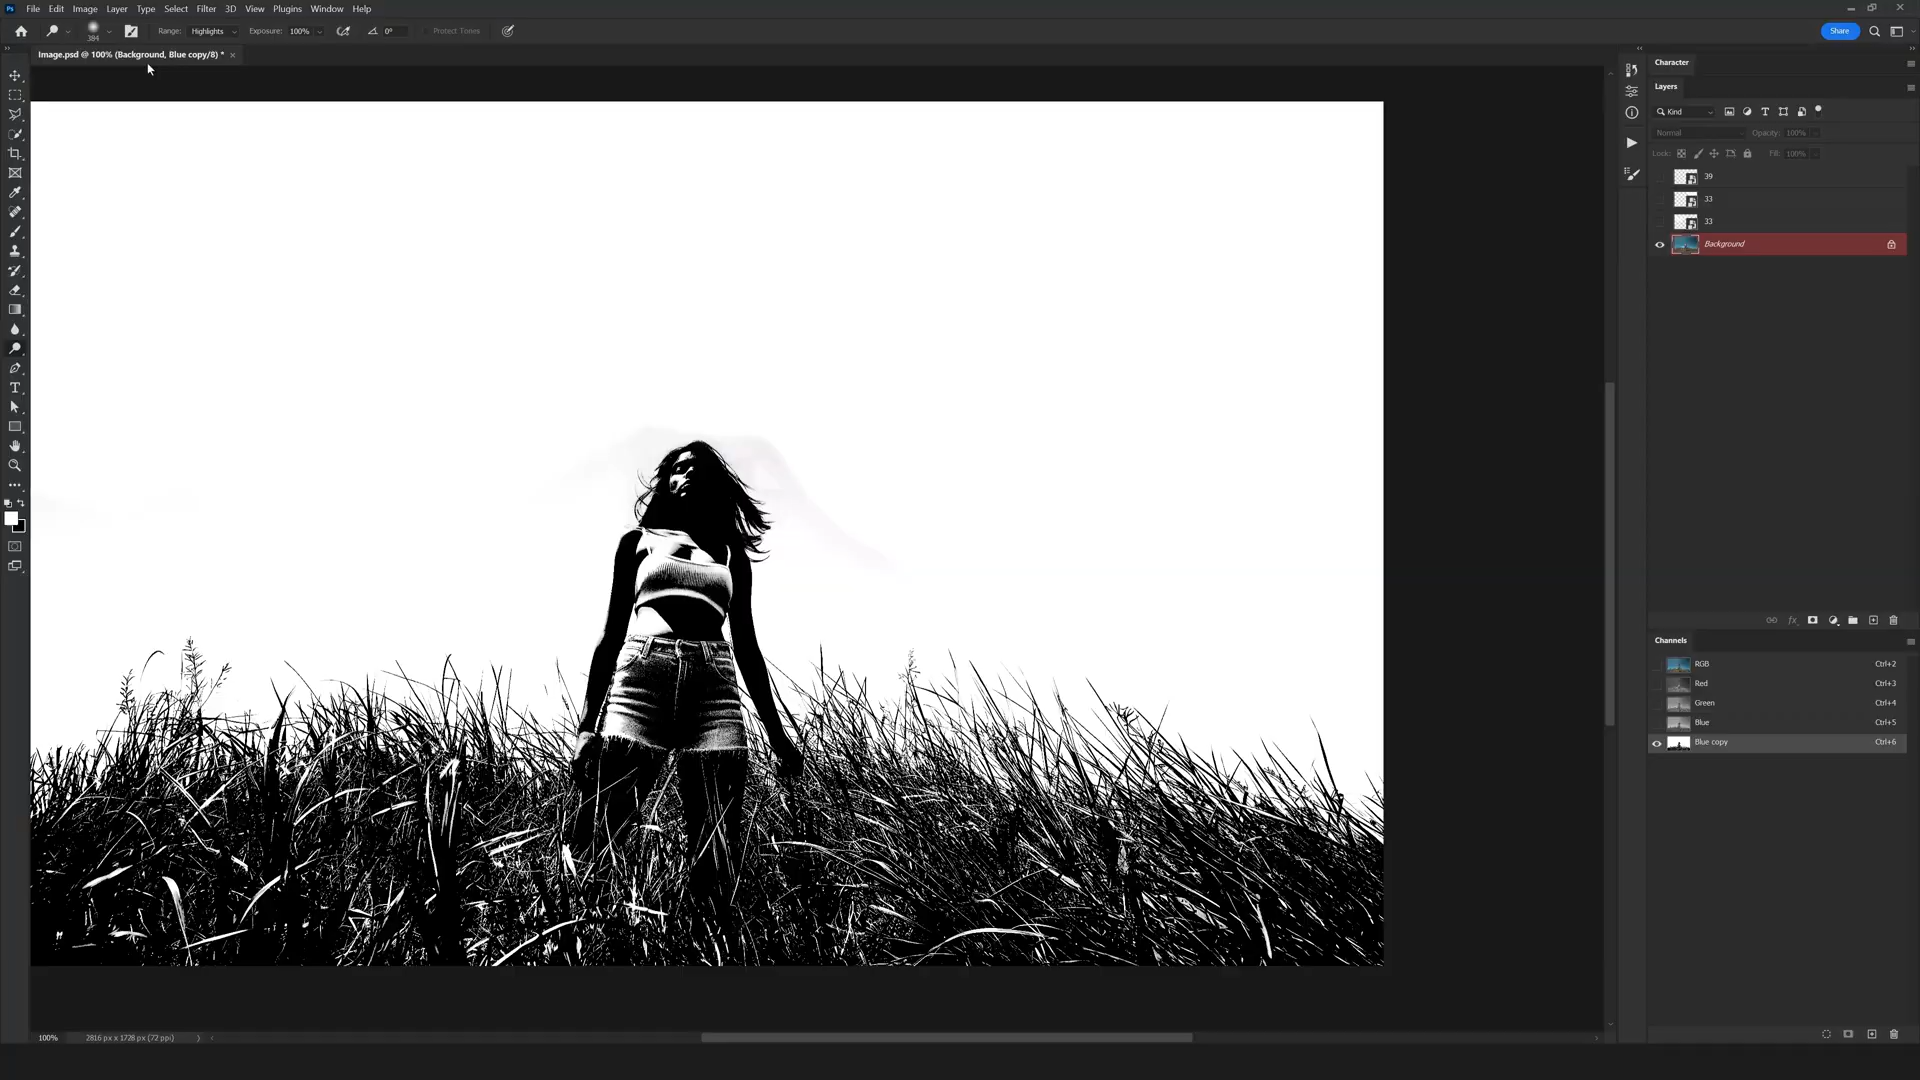 Ps File Edit Image Layer Type Select Filter 3D View Plugins Window Help
384 Range: Highlights Exposure: 100% 0° Protect Tones Share
Image.psd @ 100% (Background, Blue copy/8) *
Character
Layers
Kind
Normal Opacity: 100%
Lock: Fill: 100%
39
33
33
Background
fx
Channels
RGB Ctrl+2
Red Ctrl+3
Green Ctrl+4
Blue Ctrl+5
Blue copy Ctrl+6
100% 2816 px x 1728 px (72 ppi)